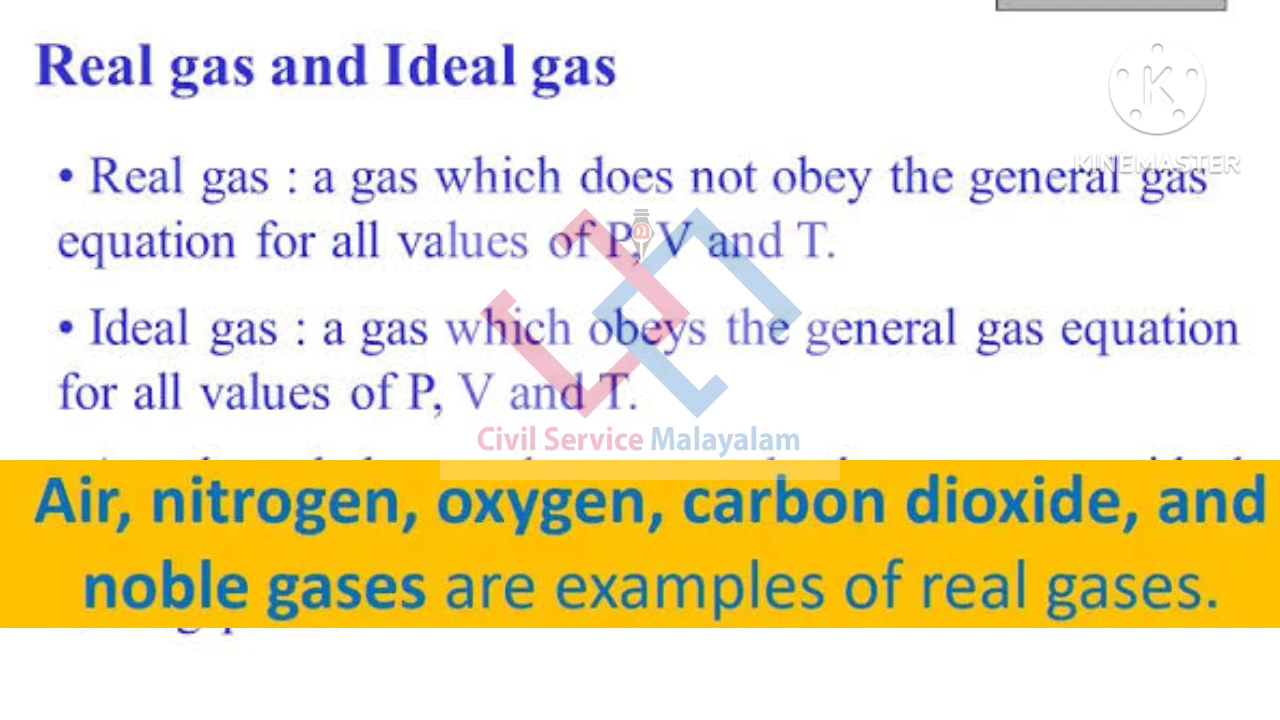 Real gas and Ideal gas
K
KINEMASTER
• Real gas : a gas which does not obey the general gas
equation for all values of P, V and T.
• Ideal gas : a gas which obeys the general gas equation
for all values of P, V and T.
Civil Service Malayalam
Air, nitrogen, oxygen, carbon dioxide, and
noble gases are examples of real gases.